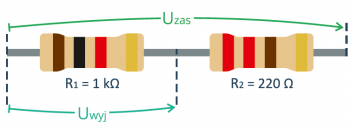 Uzas
R1 = 1 kΩ
R2 = 220 Ω
Uwyj